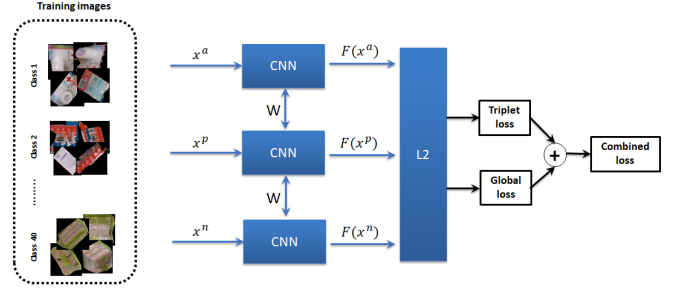 Training images
Class 1
Class 2
........
Class 40
x^a
CNN
F(x^a)
W
x^p
CNN
F(x^p)
W
x^n
CNN
F(x^n)
L2
Triplet
loss
Global
loss
+
Combined
loss